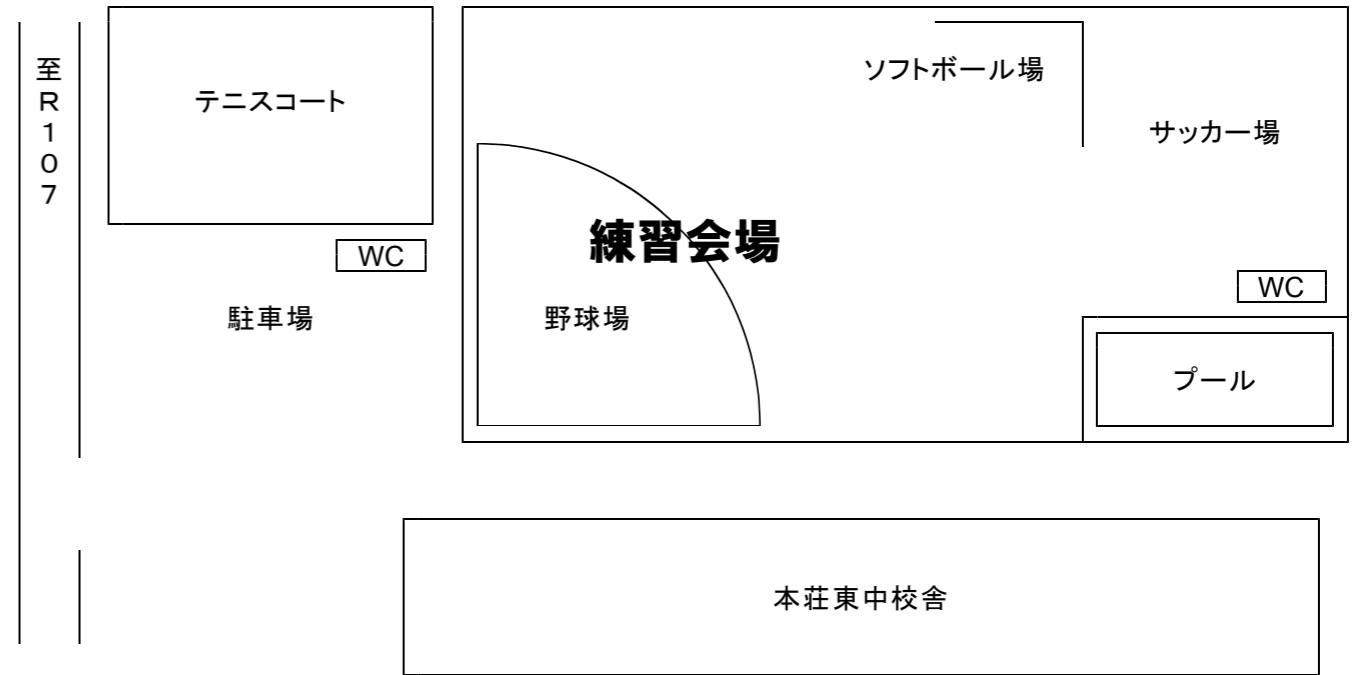 至R107
テニスコート
ソフトボール場
サッカー場
練習会場
WC
WC
駐車場
野球場
プール
本荘東中校舎